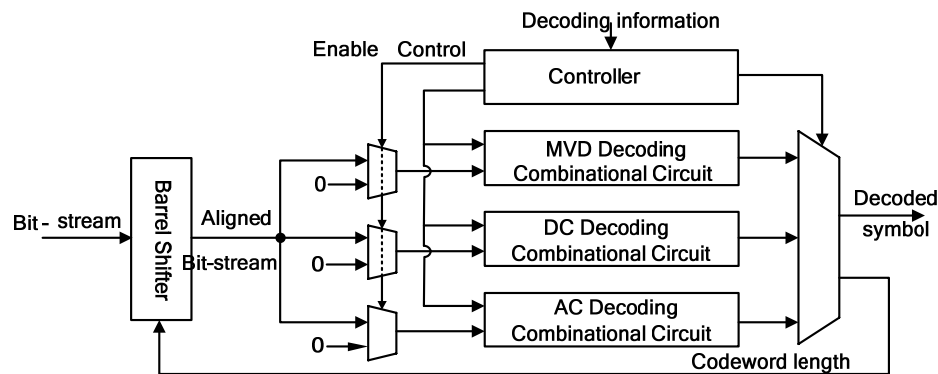 Decoding information
Enable Control
Controller
MVD Decoding
Combinational Circuit
0
Barrel Shifter
Bit- stream
Aligned
Bit-stream
DC Decoding
Combinational Circuit
0
Decoded
symbol
AC Decoding
Combinational Circuit
0
Codeword length